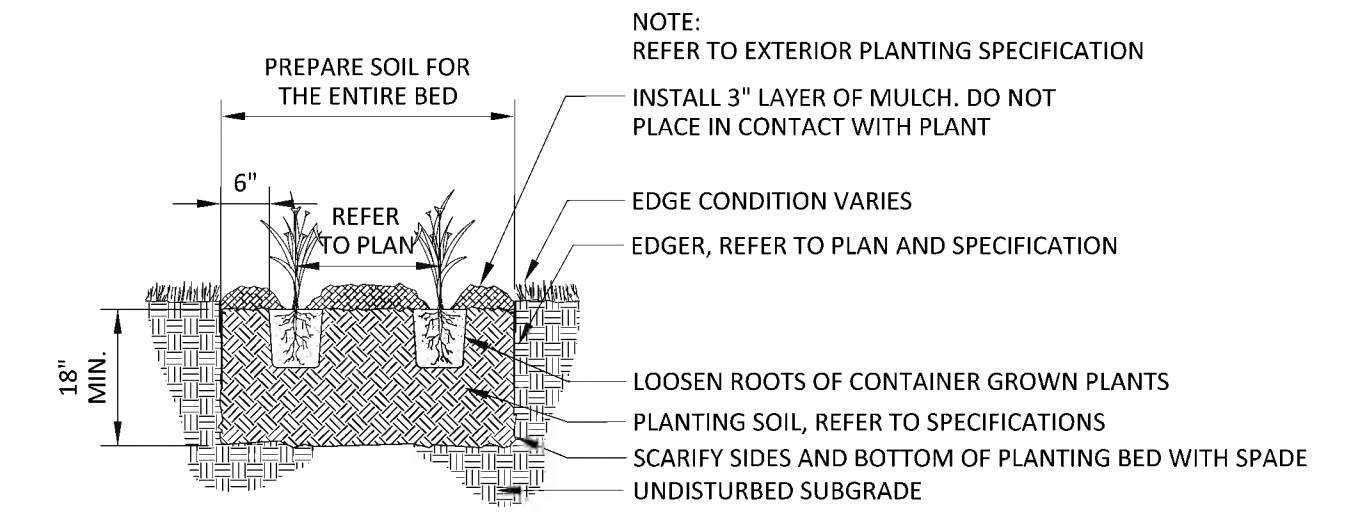 NOTE:
REFER TO EXTERIOR PLANTING SPECIFICATION
PREPARE SOIL FOR
THE ENTIRE BED
INSTALL 3" LAYER OF MULCH. DO NOT
PLACE IN CONTACT WITH PLANT
6"
REFER
TO PLAN
EDGE CONDITION VARIES
EDGER, REFER TO PLAN AND SPECIFICATION
18"
MIN.
LOOSEN ROOTS OF CONTAINER GROWN PLANTS
PLANTING SOIL, REFER TO SPECIFICATIONS
SCARIFY SIDES AND BOTTOM OF PLANTING BED WITH SPADE
UNDISTURBED SUBGRADE